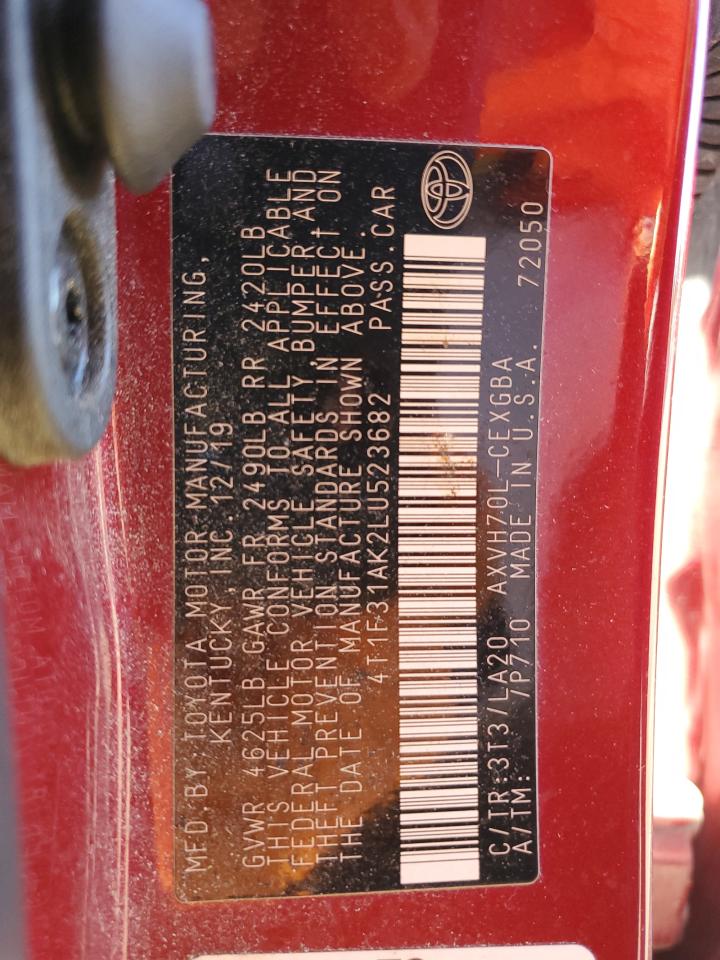 MFD.BY TOYOTA MOTOR MANUFACTURING,
KENTUCKY,INC.12/19
GVWR 4625LB GAWR FR 2490LB RR 2420LB
THIS VEHICLE CONFORMS TO ALL APPLICABLE
FEDERAL MOTOR VEHICLE SAFETY,BUMPER AND
THEFT PREVENTION STANDARDS IN EFFECT ON
THE DATE OF MANUFACTURE SHOWN ABOVE.
4T1F31AK2LU523682 PASS.CAR
C/TR:3T3/LA20 AXVH70L-CEXGBA
A/TM: /P710 MADE IN U.S.A. 72050